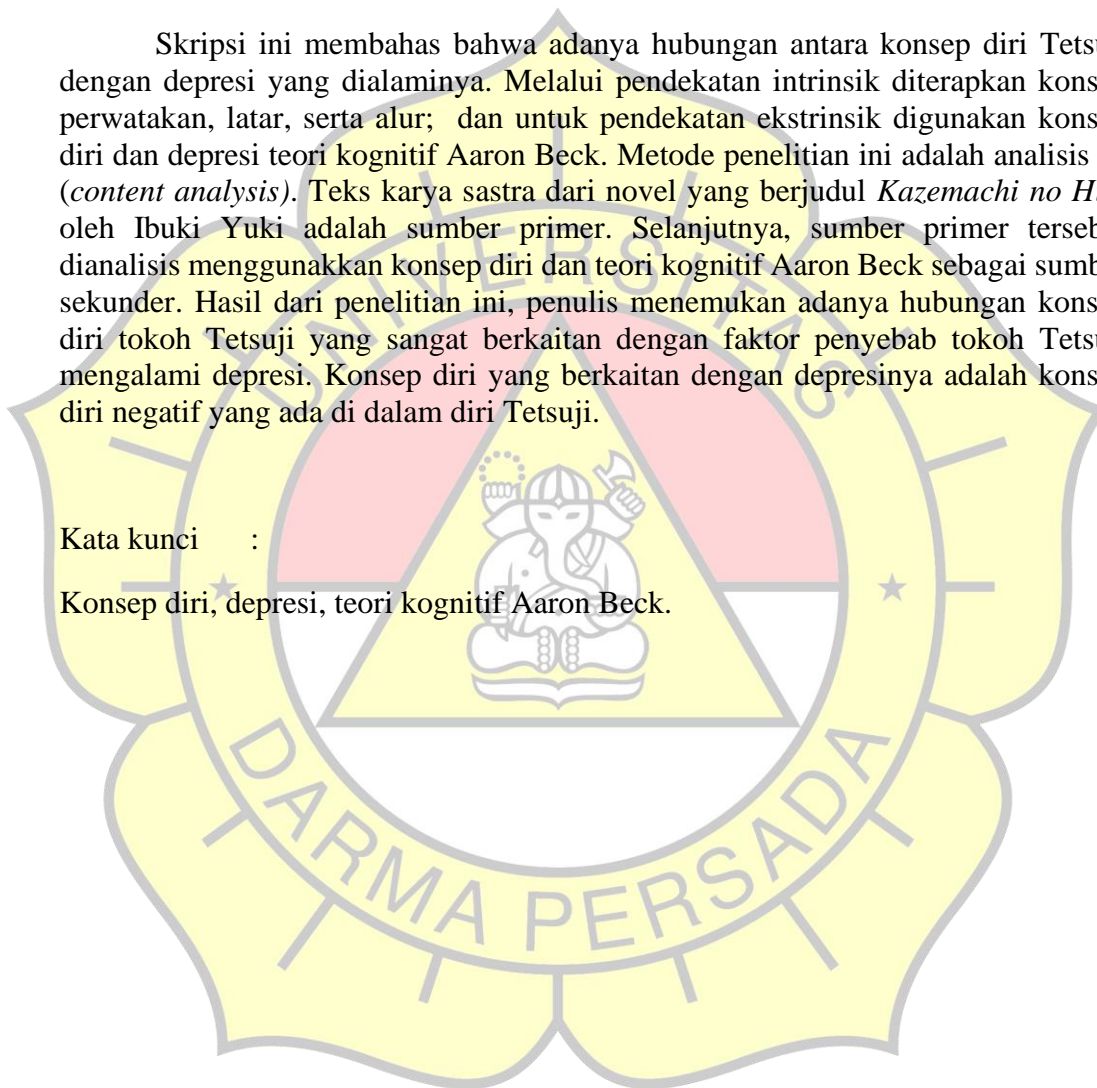 Skripsi ini membahas bahwa adanya hubungan antara konsep diri Tetsu
dengan depresi yang dialaminya. Melalui pendekatan intrinsik diterapkan kons
perwatakan, latar, serta alur; dan untuk pendekatan ekstrinsik digunakan kons
diri dan depresi teori kognitif Aaron Beck. Metode penelitian ini adalah analisis
(content analysis). Teks karya sastra dari novel yang berjudul Kazemachi no
oleh Ibuki Yuki adalah sumber primer. Selanjutnya, sumber primer terseb
dianalisis menggunakkan konsep diri dan teori kognitif Aaron Beck sebagai sumb
sekunder. Hasil dari penelitian ini, penulis menemukan adanya hubungan kons
diri tokoh Tetsuji yang sangat berkaitan dengan faktor penyebab tokoh Tetsu
mengalami depresi. Konsep diri yang berkaitan dengan depresinya adalah kons
diri negatif yang ada di dalam diri Tetsuji.
Kata kunci :
Konsep diri, depresi, teori kognitif Aaron Beck.
UNIVERSITAS
DARMA PERSADA